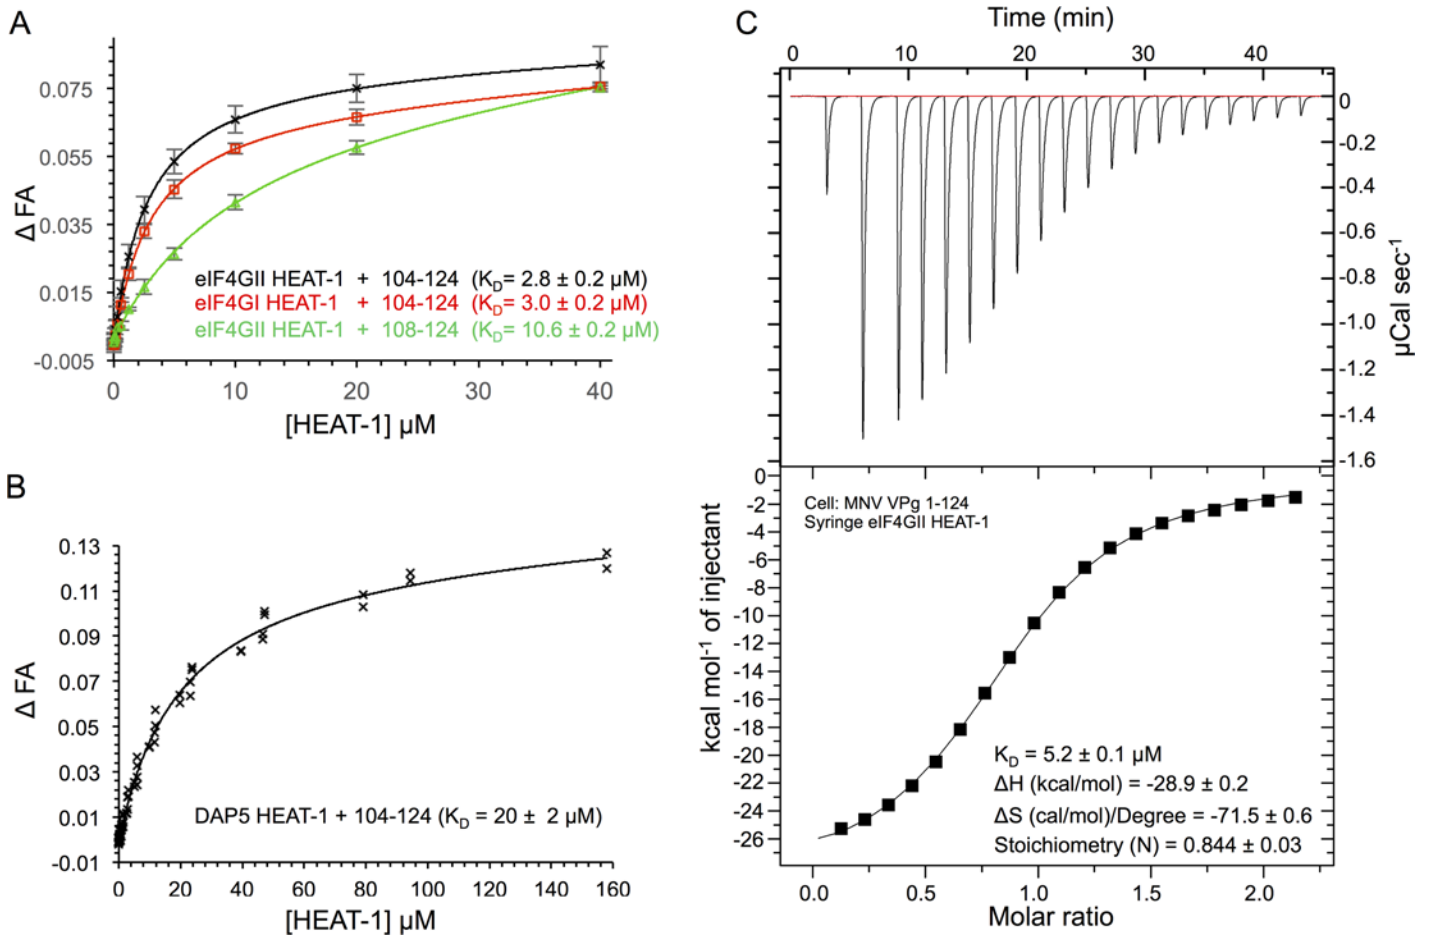 A
Δ FA
0.075
0.055
0.035
0.015
-0.005
eIF4GII HEAT-1 + 104-124 (K_D = 2.8 ± 0.2 µM)
eIF4GI HEAT-1 + 104-124 (K_D = 3.0 ± 0.2 µM)
eIF4GII HEAT-1 + 108-124 (K_D = 10.6 ± 0.2 µM)
0 10 20 30 40
[HEAT-1] µM
B
Δ FA
0.13
0.11
0.09
0.07
0.05
0.03
0.01
-0.01
DAP5 HEAT-1 + 104-124 (K_D = 20 ± 2 µM)
0 20 40 60 80 100 120 140 160
[HEAT-1] µM
C
Time (min)
0 10 20 30 40
0
-0.2
-0.4
-0.6
-0.8
-1.0
-1.2
-1.4
-1.6
µCal sec⁻¹
kcal mol⁻¹ of injectant
0
-2
-4
-6
-8
-10
-12
-14
-16
-18
-20
-22
-24
-26
Cell: MNV VPg 1-124
Syringe eIF4GII HEAT-1
K_D = 5.2 ± 0.1 µM
ΔH (kcal/mol) = -28.9 ± 0.2
ΔS (cal/mol)/Degree = -71.5 ± 0.6
Stoichiometry (N) = 0.844 ± 0.03
0.0 0.5 1.0 1.5 2.0
Molar ratio